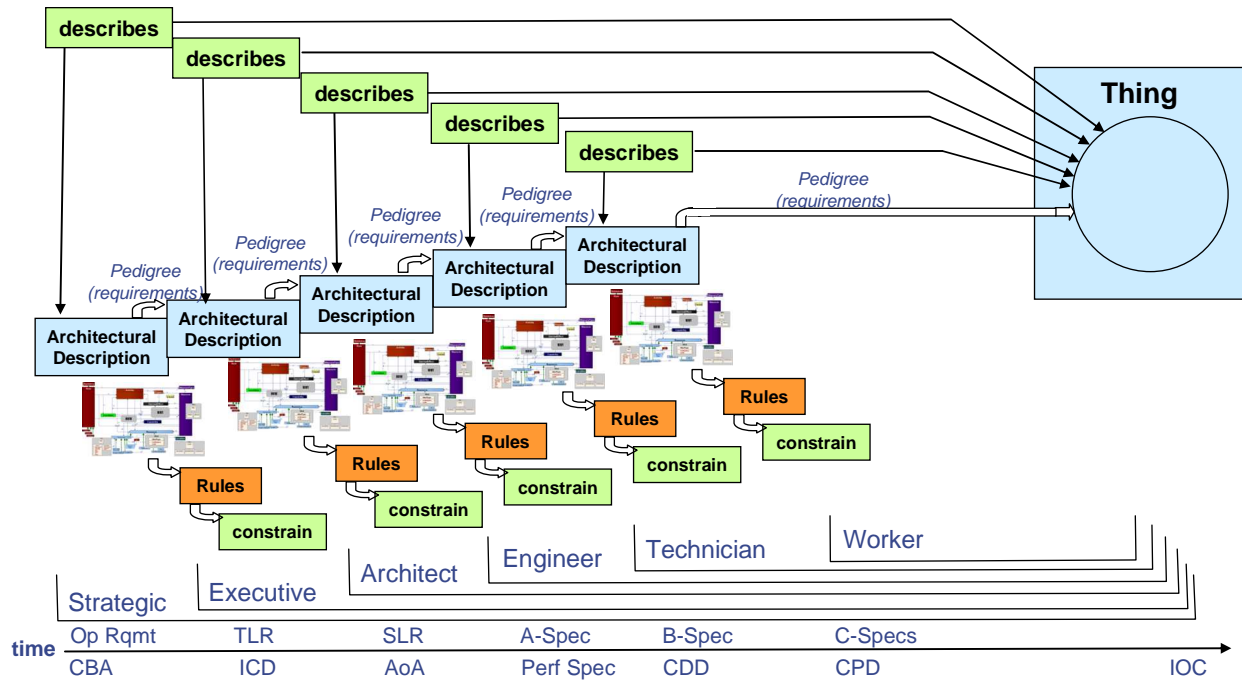 describes
describes
describes
describes
describes
Thing
Pedigree
(requirements)
Pedigree
(requirements)
Pedigree
(requirements)
Pedigree
(requirements)
Pedigree
(requirements)
Architectural
Description
Architectural
Description
Architectural
Description
Architectural
Description
Architectural
Description
Rules
constrain
Rules
constrain
Rules
constrain
Rules
constrain
Rules
constrain
Strategic
Executive
Architect
Engineer
Technician
Worker
Op Rqmt
TLR
SLR
A-Spec
B-Spec
C-Specs
time
CBA
ICD
AoA
Perf Spec
CDD
CPD
IOC